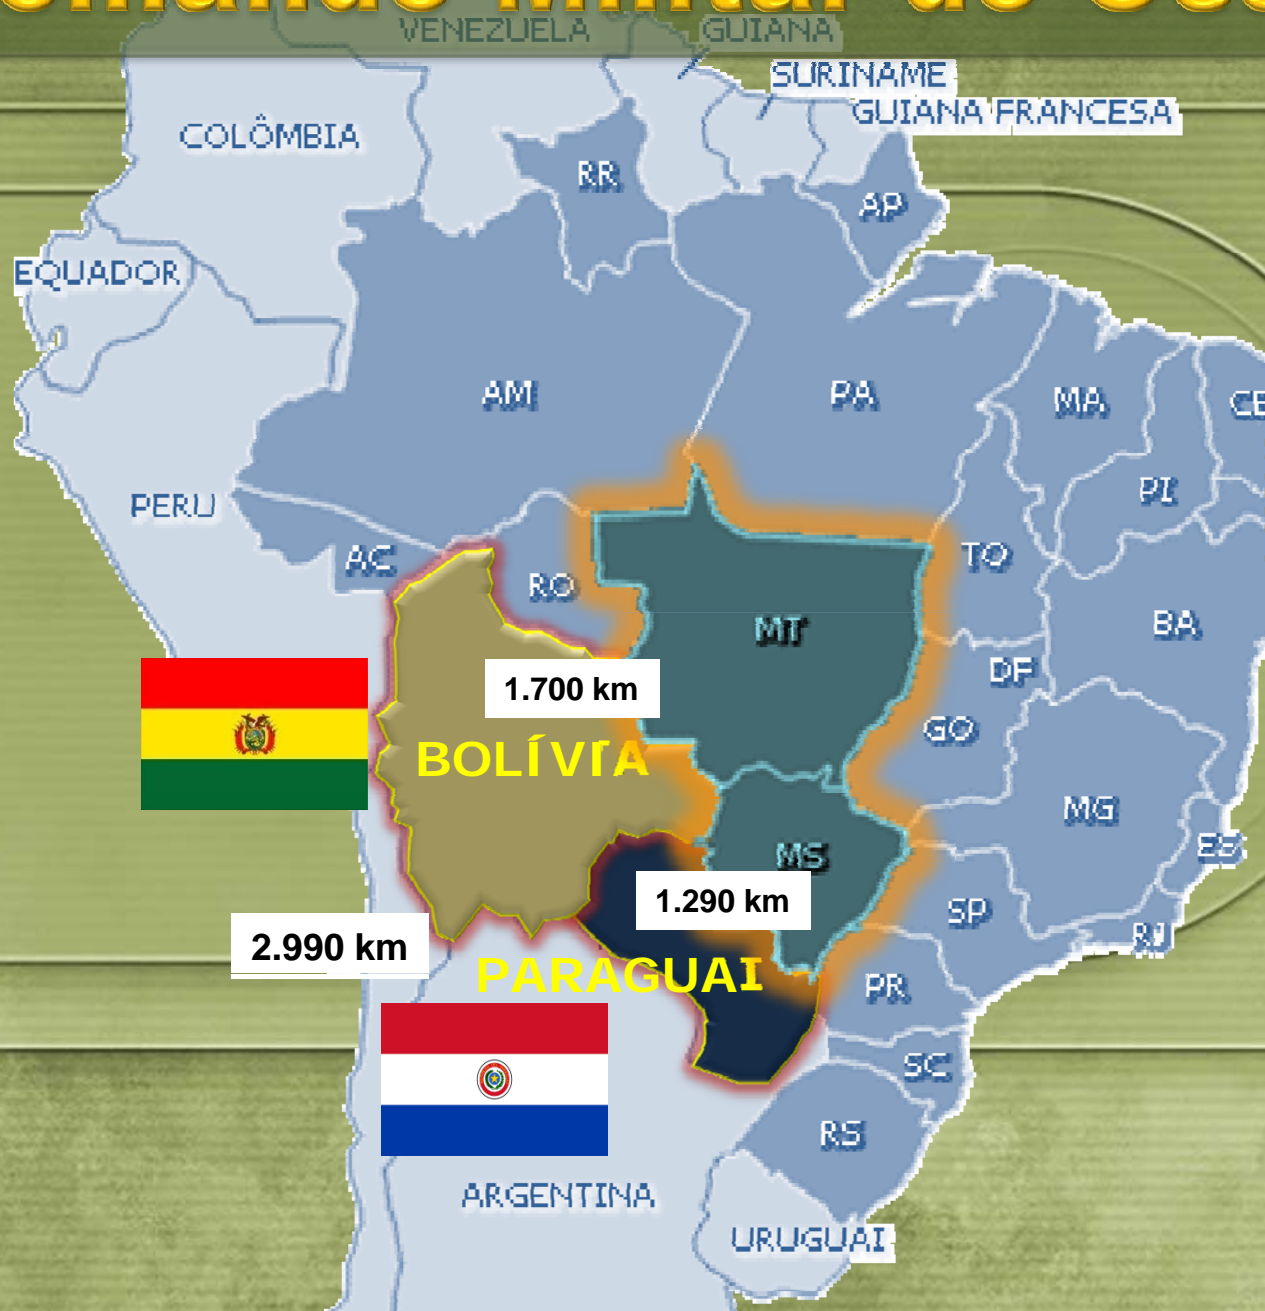 VENEZUELA
GUIANA
SURINAME
GUIANA FRANCESA
COLÔMBIA
RR
AP
EQUADOR
AM
PA
MA
PI
PERU
AC
RO
TO
MT
BA
DF
1.700 km
GO
BOLÍVIA
MG
ES
MS
1.290 km
SP
RJ
2.990 km
PARAGUAI
PR
SC
RS
ARGENTINA
URUGUAI